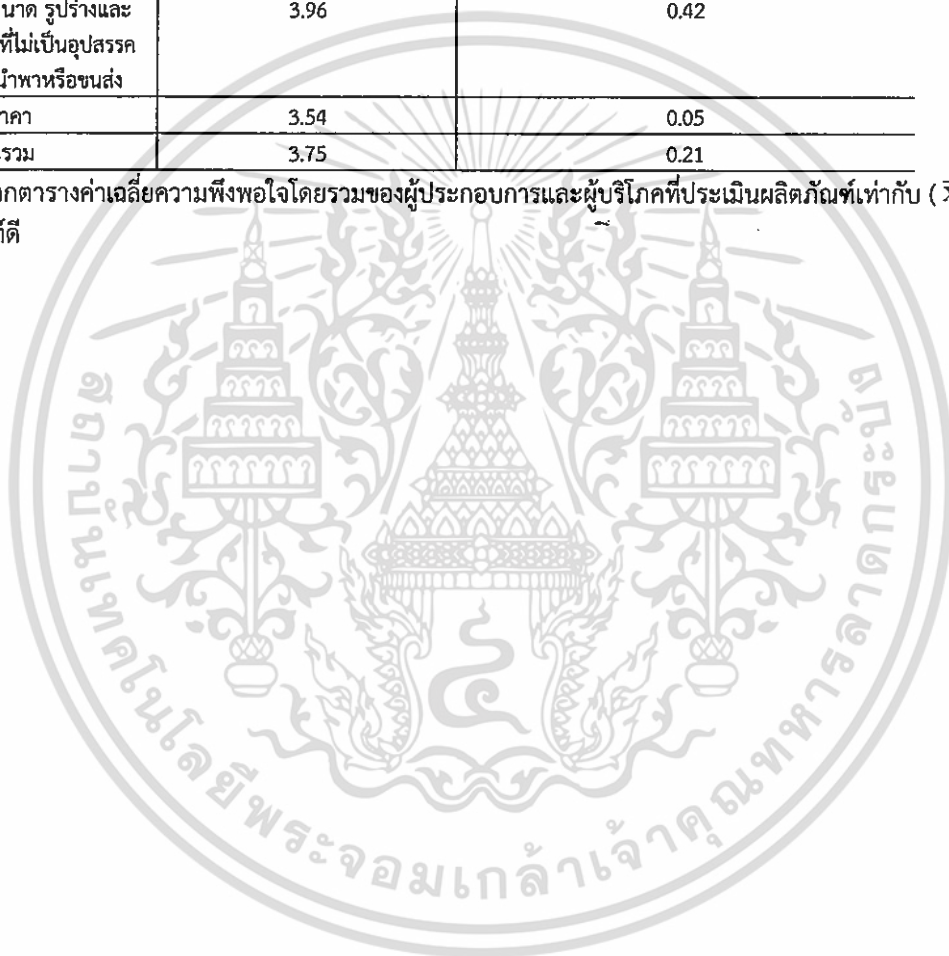 นาด รูปร่างและ 3.96 0.42
ที่ไม่เป็นอุปสรรค
นำพาหรือขนส่ง
าคา 3.54 0.05
รวม 3.75 0.21
กตารางค่าเฉลี่ยความพึงพอใจโดยรวมของผู้ประกอบการและผู้บริโภคที่ประเมินผลิตภัณฑ์เท่ากับ (
ที่ดี
สถาบันเทคโนโลยีพระจอมเกล้าเจ้าคุณทหารลาดกระบัง